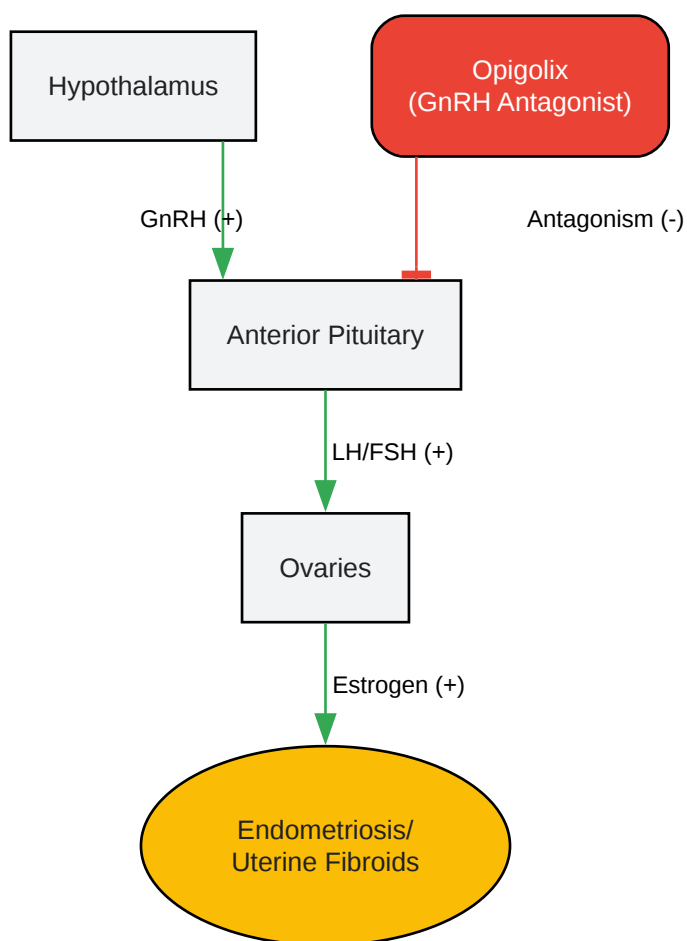 Hypothalamus
Opigolix
(GnRH Antagonist)
GnRH (+)
Antagonism (-)
Anterior Pituitary
LH/FSH (+)
Ovaries
Estrogen (+)
Endometriosis/
Uterine Fibroids